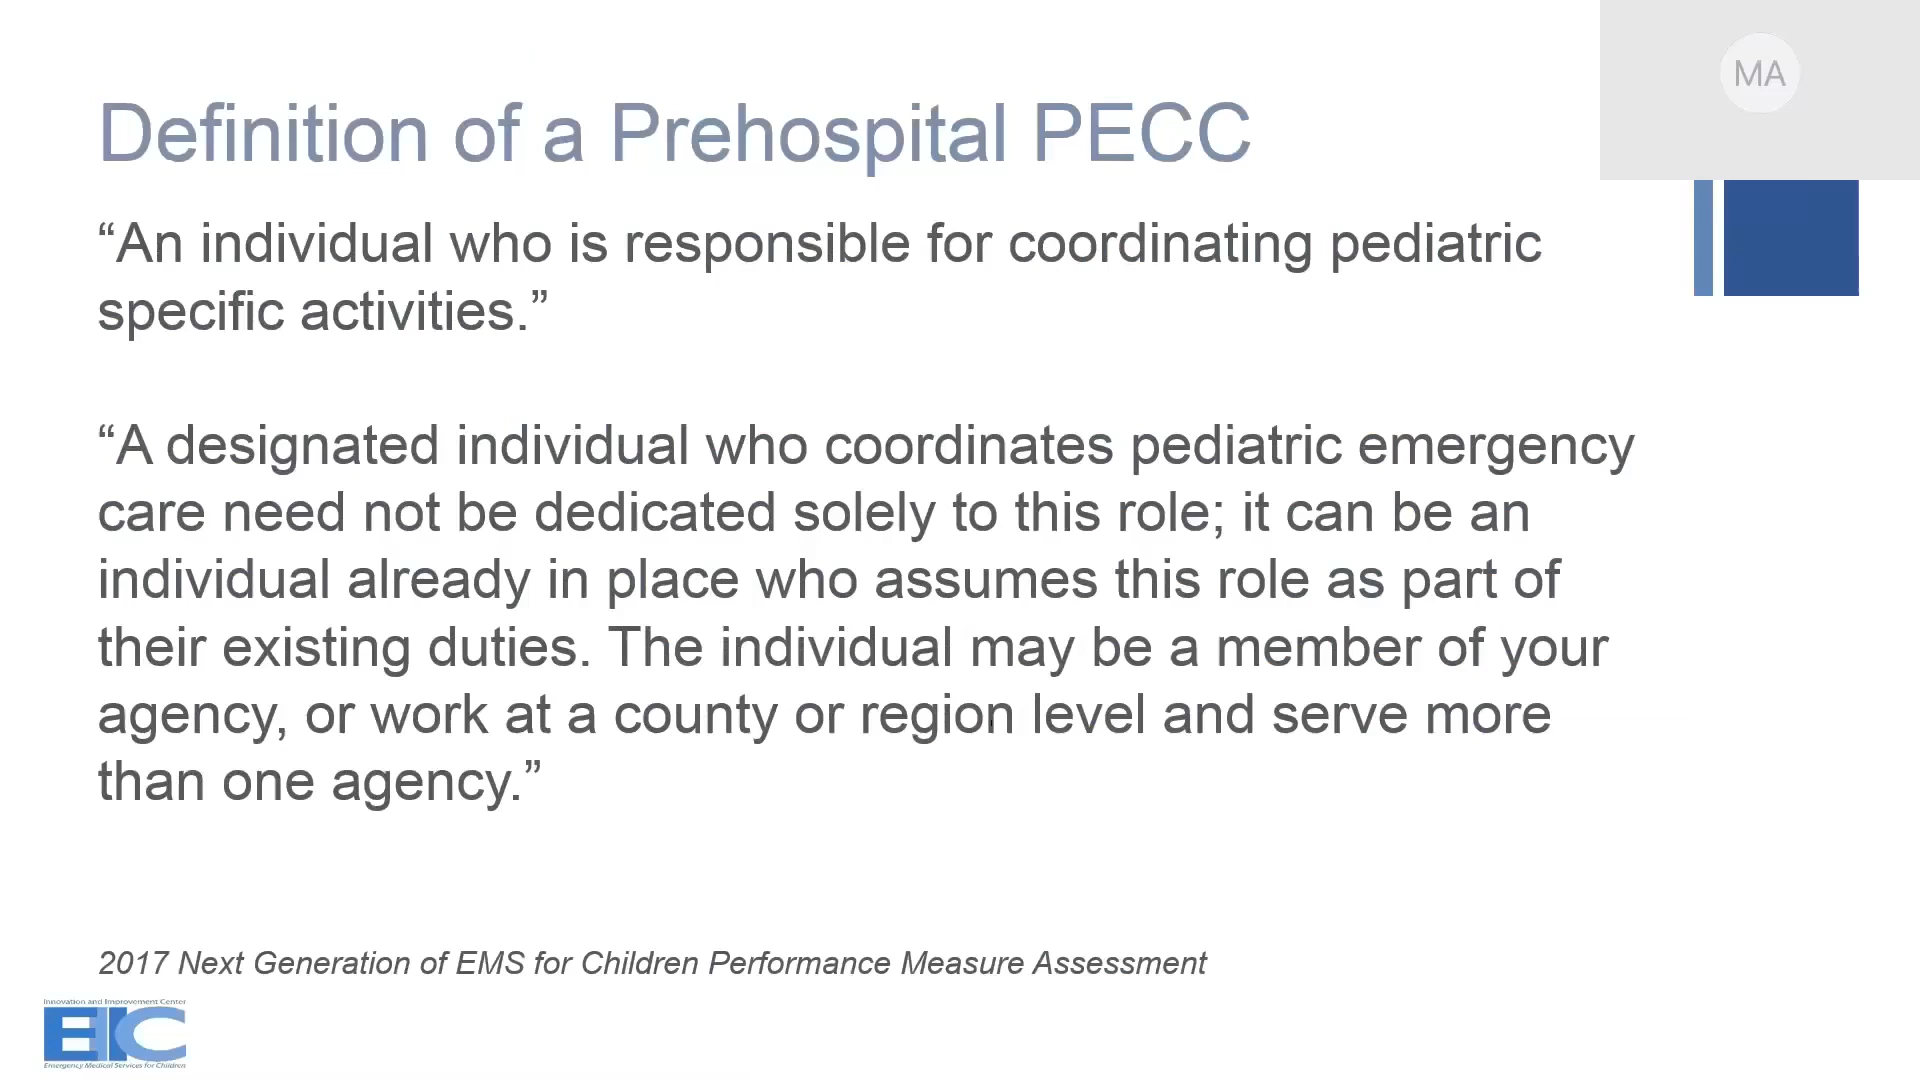 MA
Definition of a Prehospital PECC
“An individual who is responsible for coordinating pediatric
specific activities.”
“A designated individual who coordinates pediatric emergency
care need not be dedicated solely to this role; it can be an
individual already in place who assumes this role as part of
their existing duties. The individual may be a member of your
agency, or work at a county or region level and serve more
than one agency.”
2017 Next Generation of EMS for Children Performance Measure Assessment
Innovation and Improvement Center
EIIC
Emergency Medical Services for Children